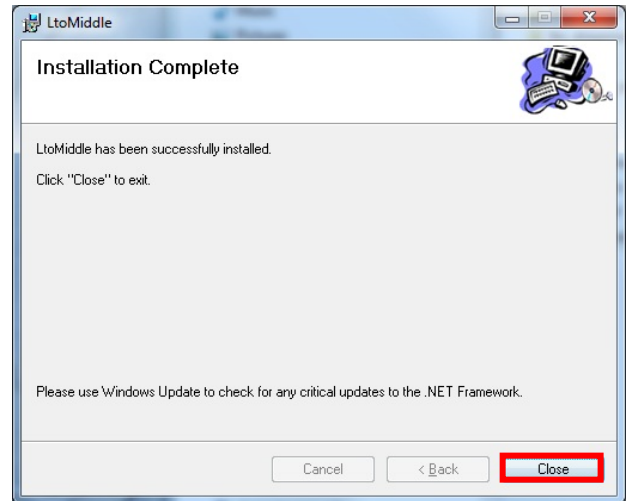 LtoMiddle
Installation Complete
LtoMiddle has been successfully installed.
Click "Close" to exit.
Please use Windows Update to check for any critical updates to the .NET Framework.
Cancel
< Back
Close